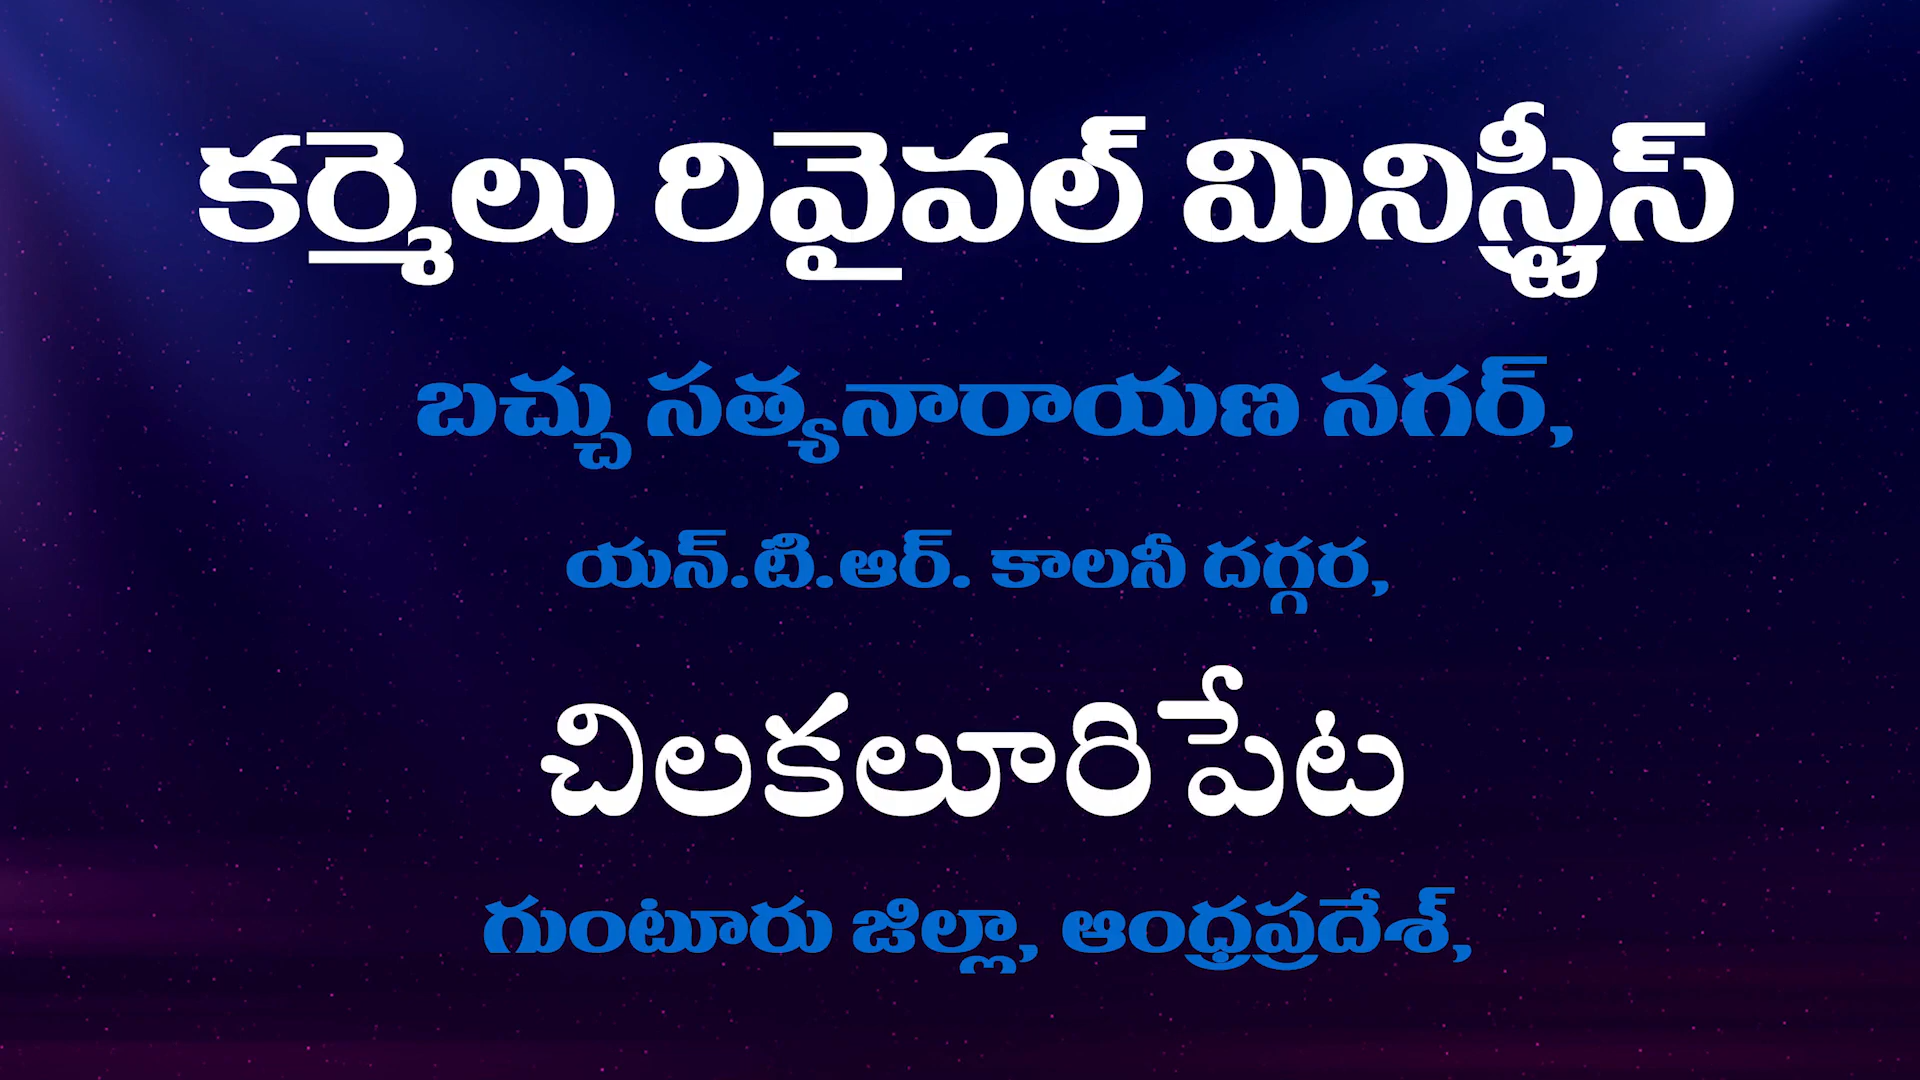 కర్మెలు రివైవల్ మినిస్ట్రీస్
బచ్చు సత్యనారాయణ నగర్,
యన్.టి.ఆర్. కాలనీ దగ్గర,
చిలకలూరిపేట
గుంటూరు జిల్లా, ఆంధ్రప్రదేశ్,